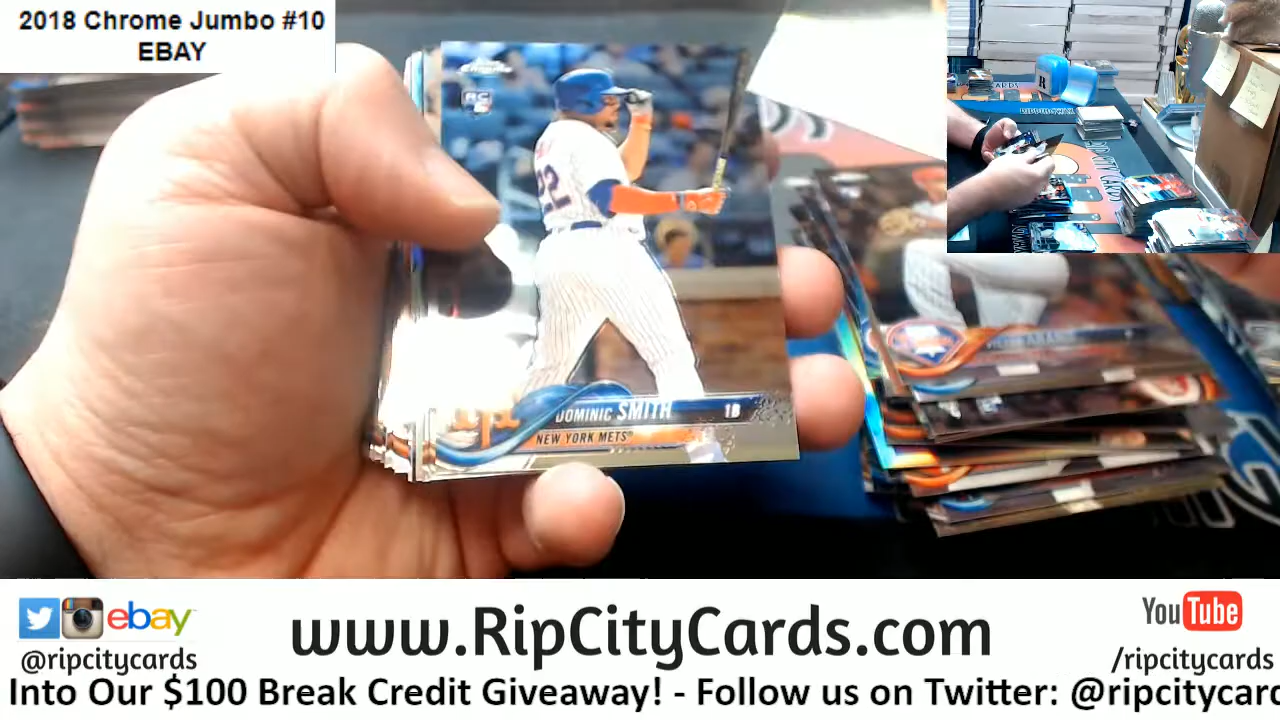 2018 Chrome Jumbo #10
EBAY
RC
22
DOMINIC SMITH 1B
NEW YORK METS
ebay
@ripcitycards
www.RipCityCards.com
YouTube
/ripcitycards
Into Our $100 Break Credit Giveaway! - Follow us on Twitter: @ripcitycar